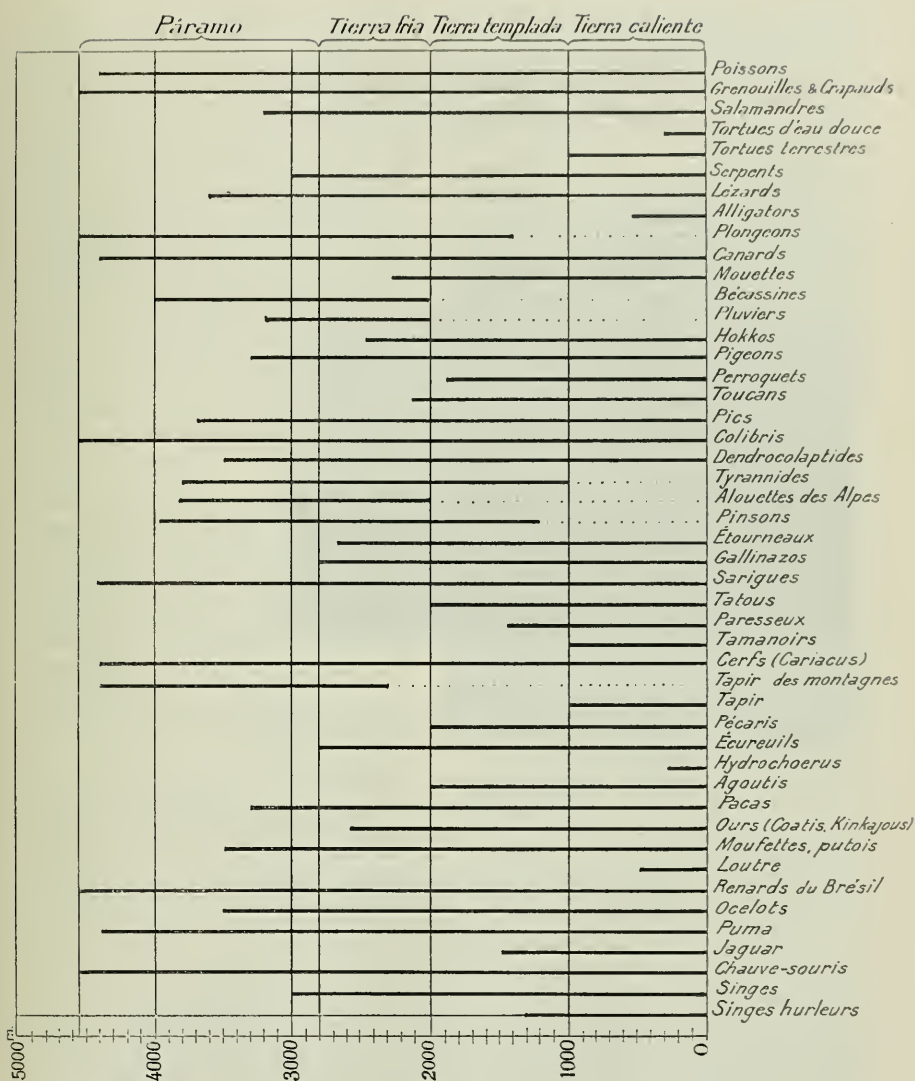 Páramo Tierra fria Tierra templada Tierra caliente
Poissons
Grenouilles & Crapauds
Salamandres
Tortues d'eau douce
Tortues terrestres
Serpents
Lézards
Alligators
Plongeons
Canards
Mouettes
Bécassines
Pluviers
Hokkos
Pigeons
Perroquets
Toucans
Pics
Colibris
Dendrocolaptides
Tyrannides
Alouettes des Alpes
Pinsons
Étourneaux
Gallinazos
Sarigues
Tatous
Paresseux
Tamanoirs
Cerfs (Cariacus)
Tapir des montagnes
Tapir
Pécaris
Écureuils
Hydrochoerus
Agoutis
Pacas
Ours (Coatis, Kinkajous)
Moufettes, putois
Loutre
Renards du Brésil
Ocelots
Puma
Jaguar
Chauve-souris
Singes
Singes hurleurs
5000m. 4000 3000 2000 1000 0